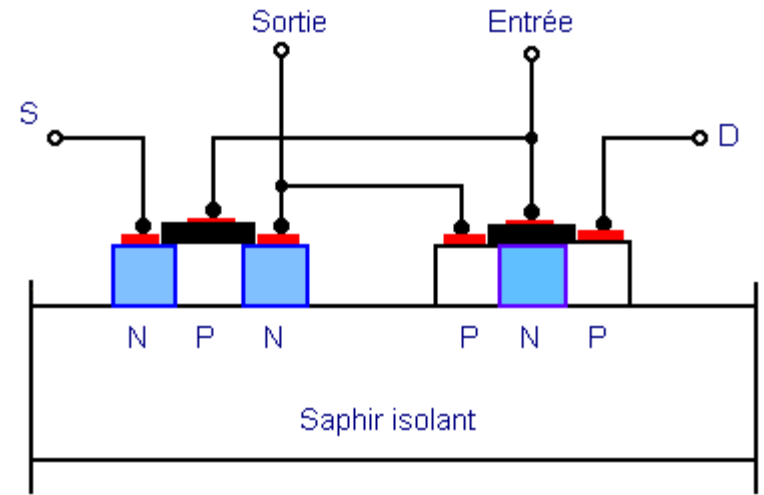 Sortie
Entrée
S
D
N P N
P N P
Saphir isolant